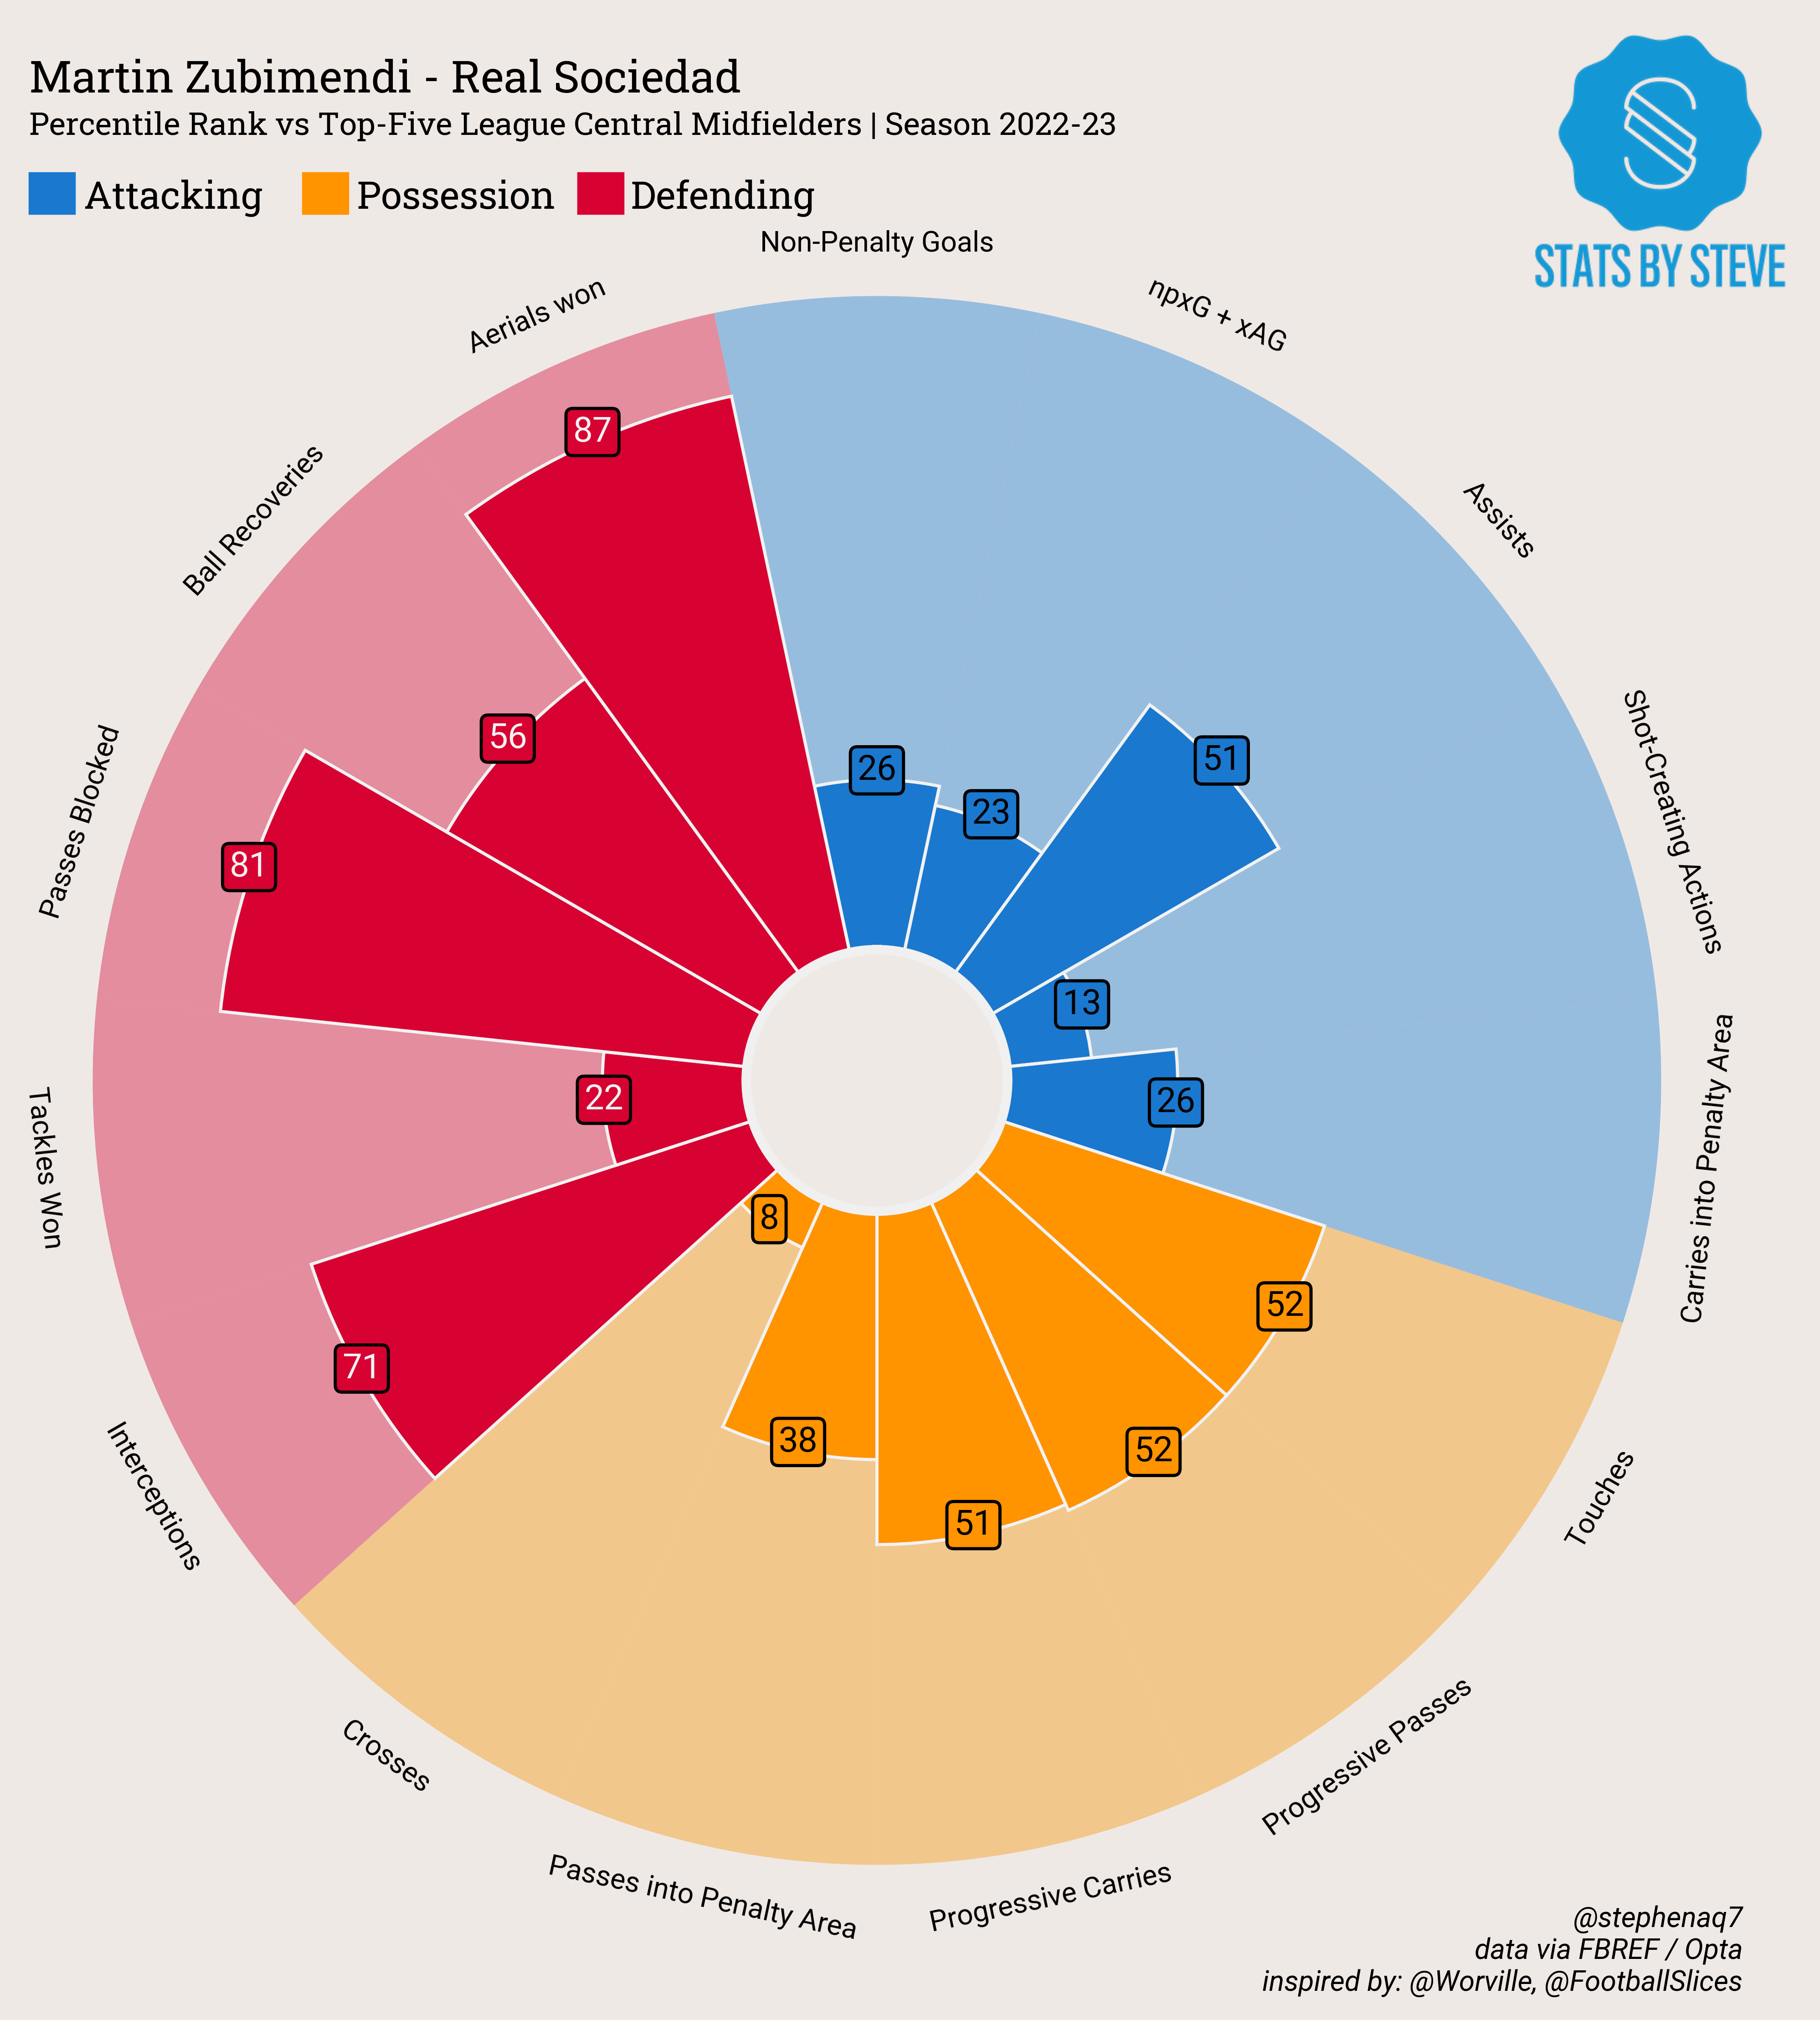 Martin Zubimendi - Real Sociedad
Percentile Rank vs Top-Five League Central Midfielders | Season 2022-23
Attacking Possession Defending
STATS BY STEVE
Non-Penalty Goals
26
npxG + xAG
23
Assists
51
Shot-Creating Actions
13
Carries into Penalty Area
26
Touches
52
Progressive Passes
52
Progressive Carries
51
Passes into Penalty Area
38
Crosses
8
Interceptions
71
Tackles Won
22
Passes Blocked
81
Ball Recoveries
56
Aerials won
87
@stephenaq7
data via FBREF / Opta
inspired by: @Worville, @FootballSlices